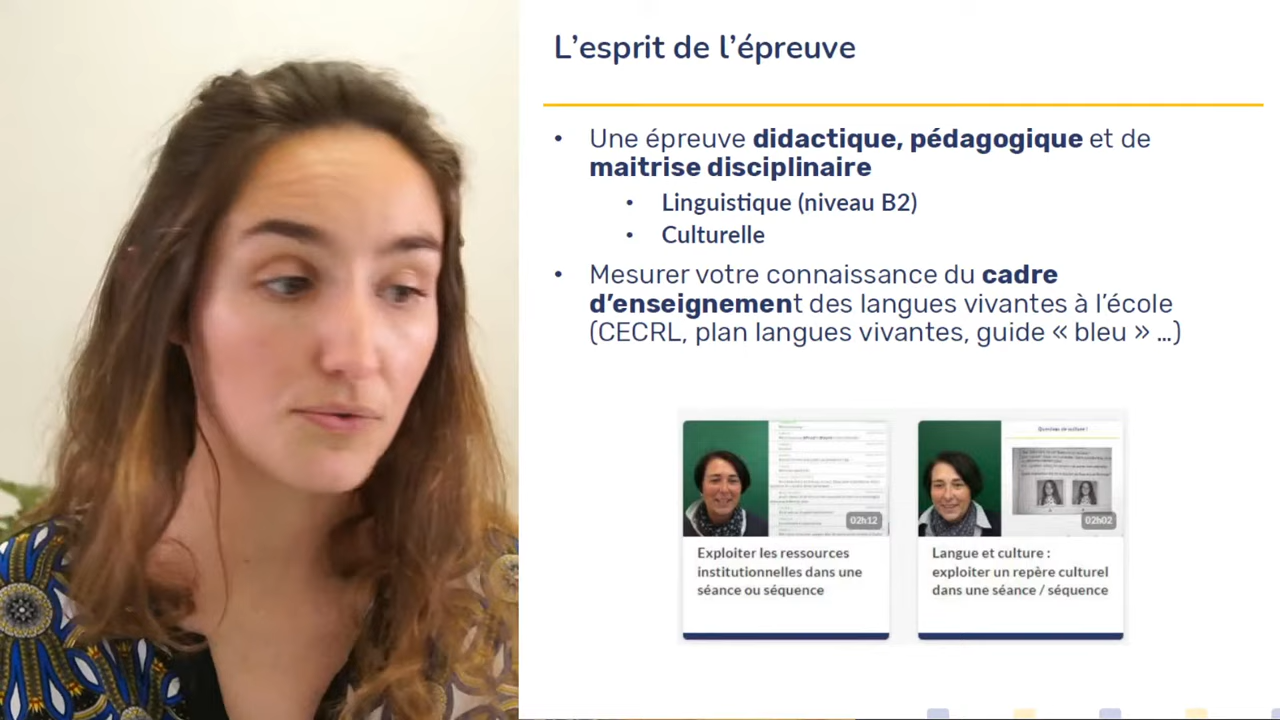 L'esprit de l'épreuve
• Une épreuve didactique, pédagogique et de
maitrise disciplinaire
• Linguistique (niveau B2)
• Culturelle
• Mesurer votre connaissance du cadre
d'enseignement des langues vivantes à l'école
(CECRL, plan langues vivantes, guide « bleu » ...)
02h12
02h02
Exploiter les ressources
institutionnelles dans une
séance ou séquence
Langue et culture :
exploiter un repère culturel
dans une séance / séquence